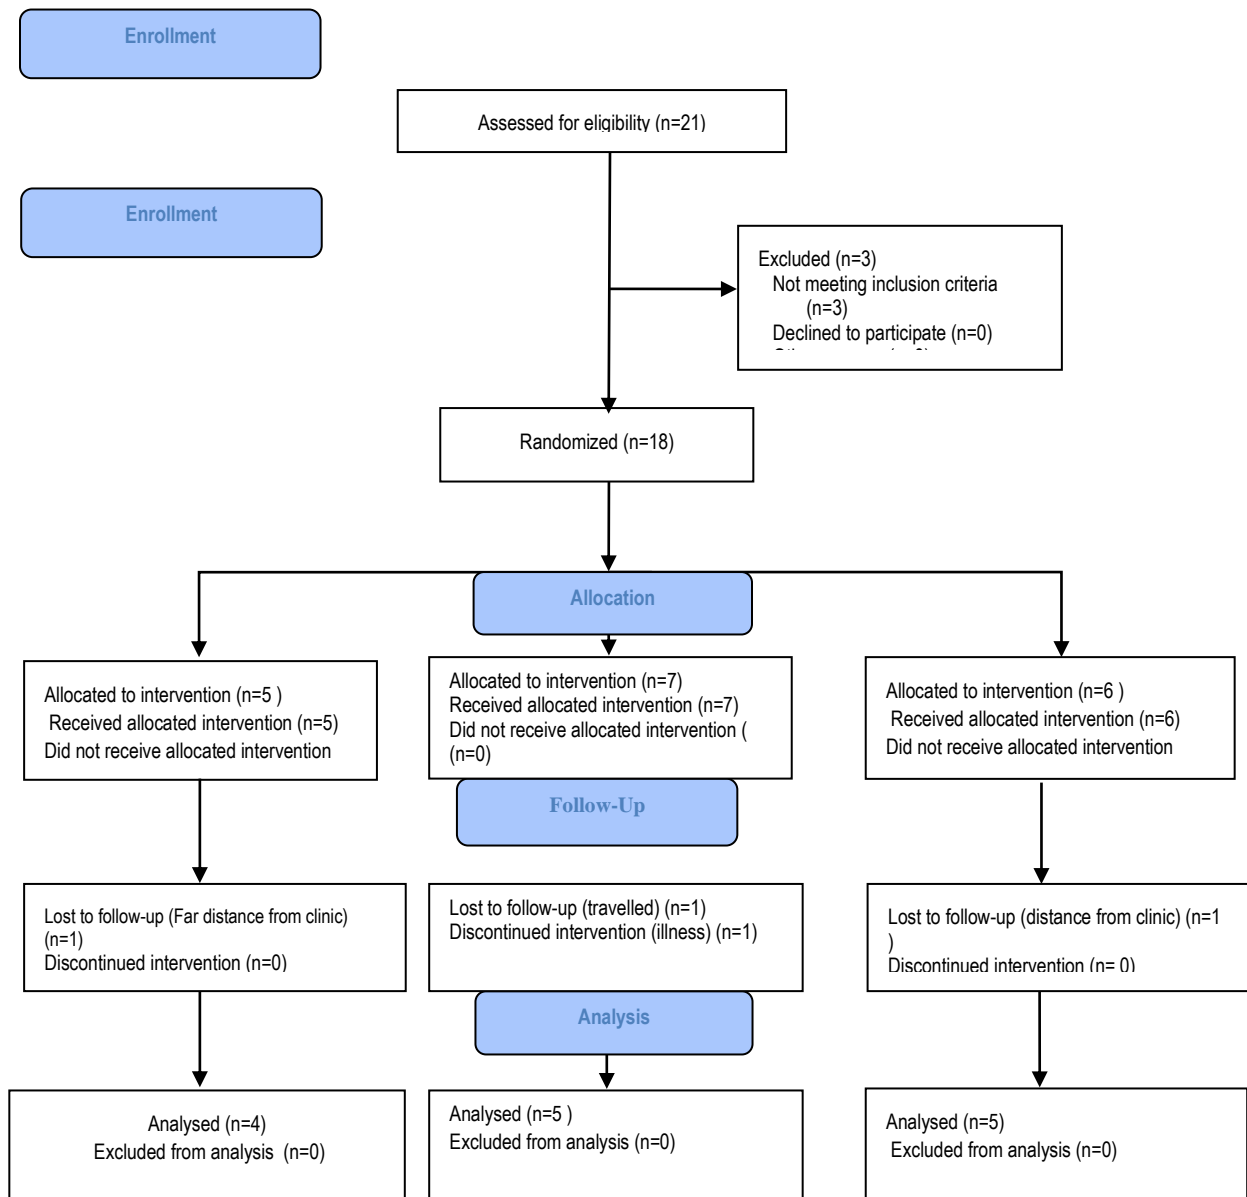 Enrollment
Assessed for eligibility (n=21)
Enrollment
Excluded (n=3)
Not meeting inclusion criteria
(n=3)
Declined to participate (n=0)
Randomized (n=18)
Allocation
Allocated to intervention (n=5 )
Received allocated intervention (n=5)
Did not receive allocated intervention
Allocated to intervention (n=7)
Received allocated intervention (n=7)
Did not receive allocated intervention (
(n=0)
Allocated to intervention (n=6 )
Received allocated intervention (n=6)
Did not receive allocated intervention
Follow-Up
Lost to follow-up (Far distance from clinic)
(n=1)
Discontinued intervention (n=0)
Lost to follow-up (travelled) (n=1)
Discontinued intervention (illness) (n=1)
Lost to follow-up (distance from clinic) (n=1
)
Discontinued intervention (n= 0)
Analysis
Analysed (n=4)
Excluded from analysis (n=0)
Analysed (n=5 )
Excluded from analysis (n=0)
Analysed (n=5)
Excluded from analysis (n=0)